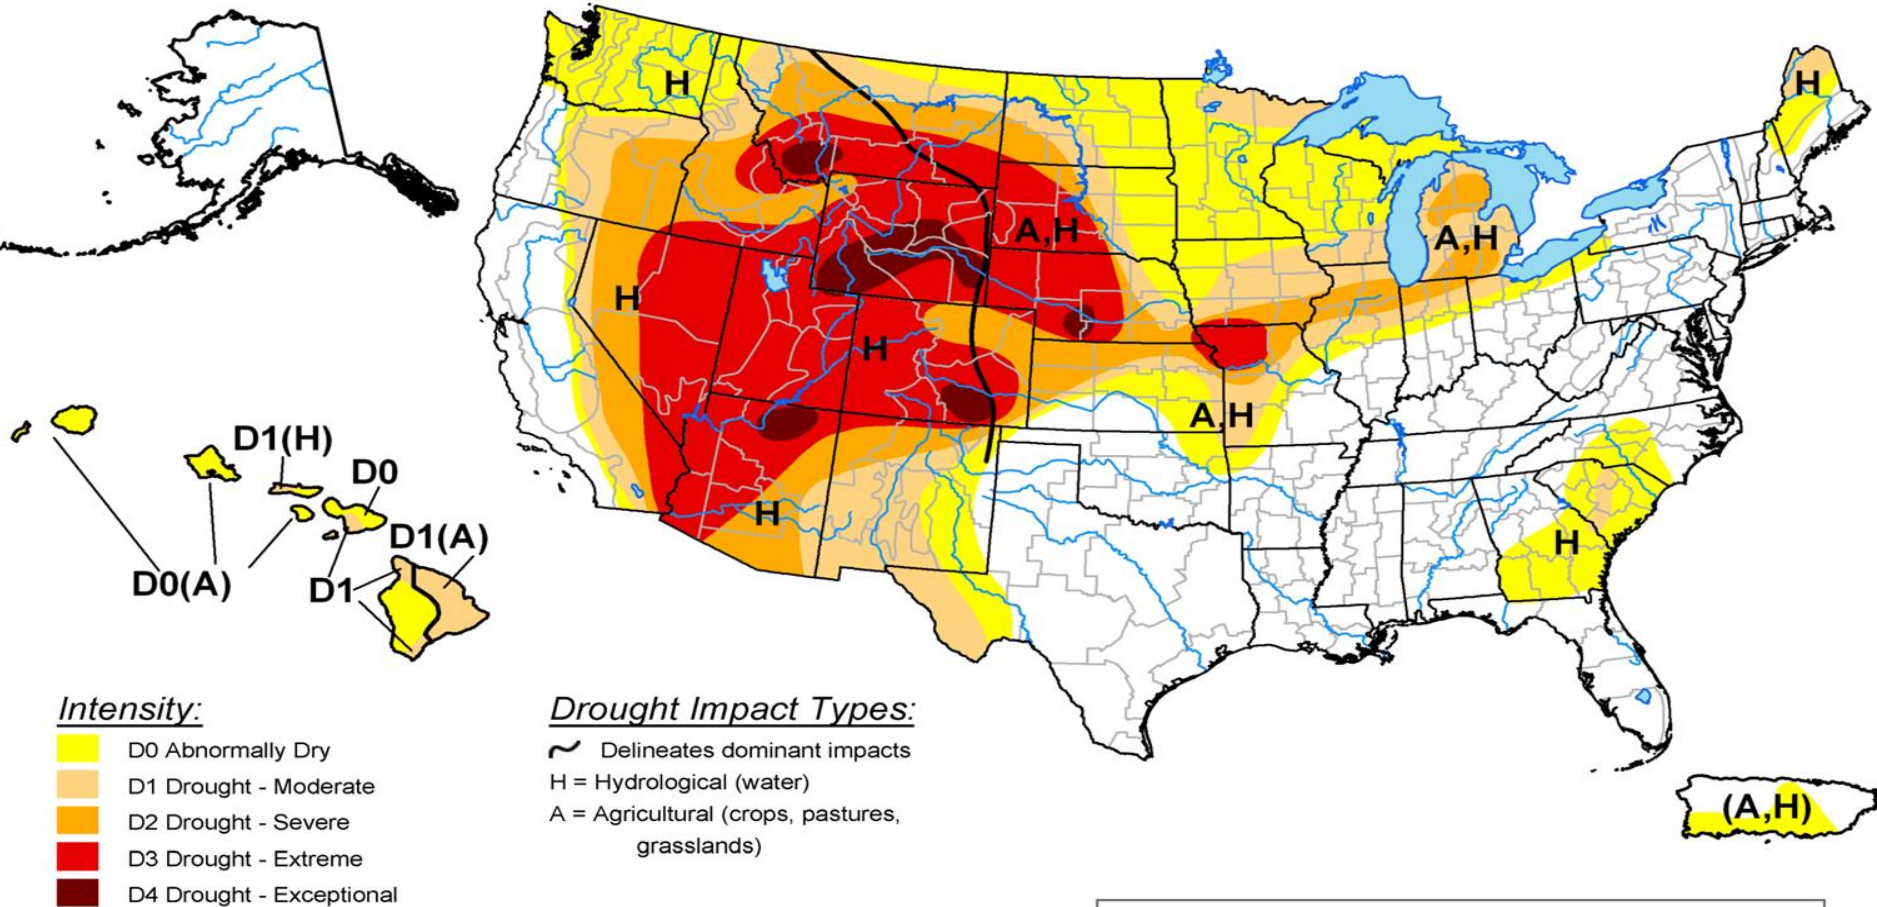 H
H
A,H
A,H
H
D1(H)
H
D0
A,H
D1(A)
H
H
D0(A)
D1
Intensity:
D0 Abnormally Dry
D1 Drought - Moderate
D2 Drought - Severe
D3 Drought - Extreme
D4 Drought - Exceptional
Drought Impact Types:
Delineates dominant impacts
H = Hydrological (water)
A = Agricultural (crops, pastures,
grasslands)
(A,H)